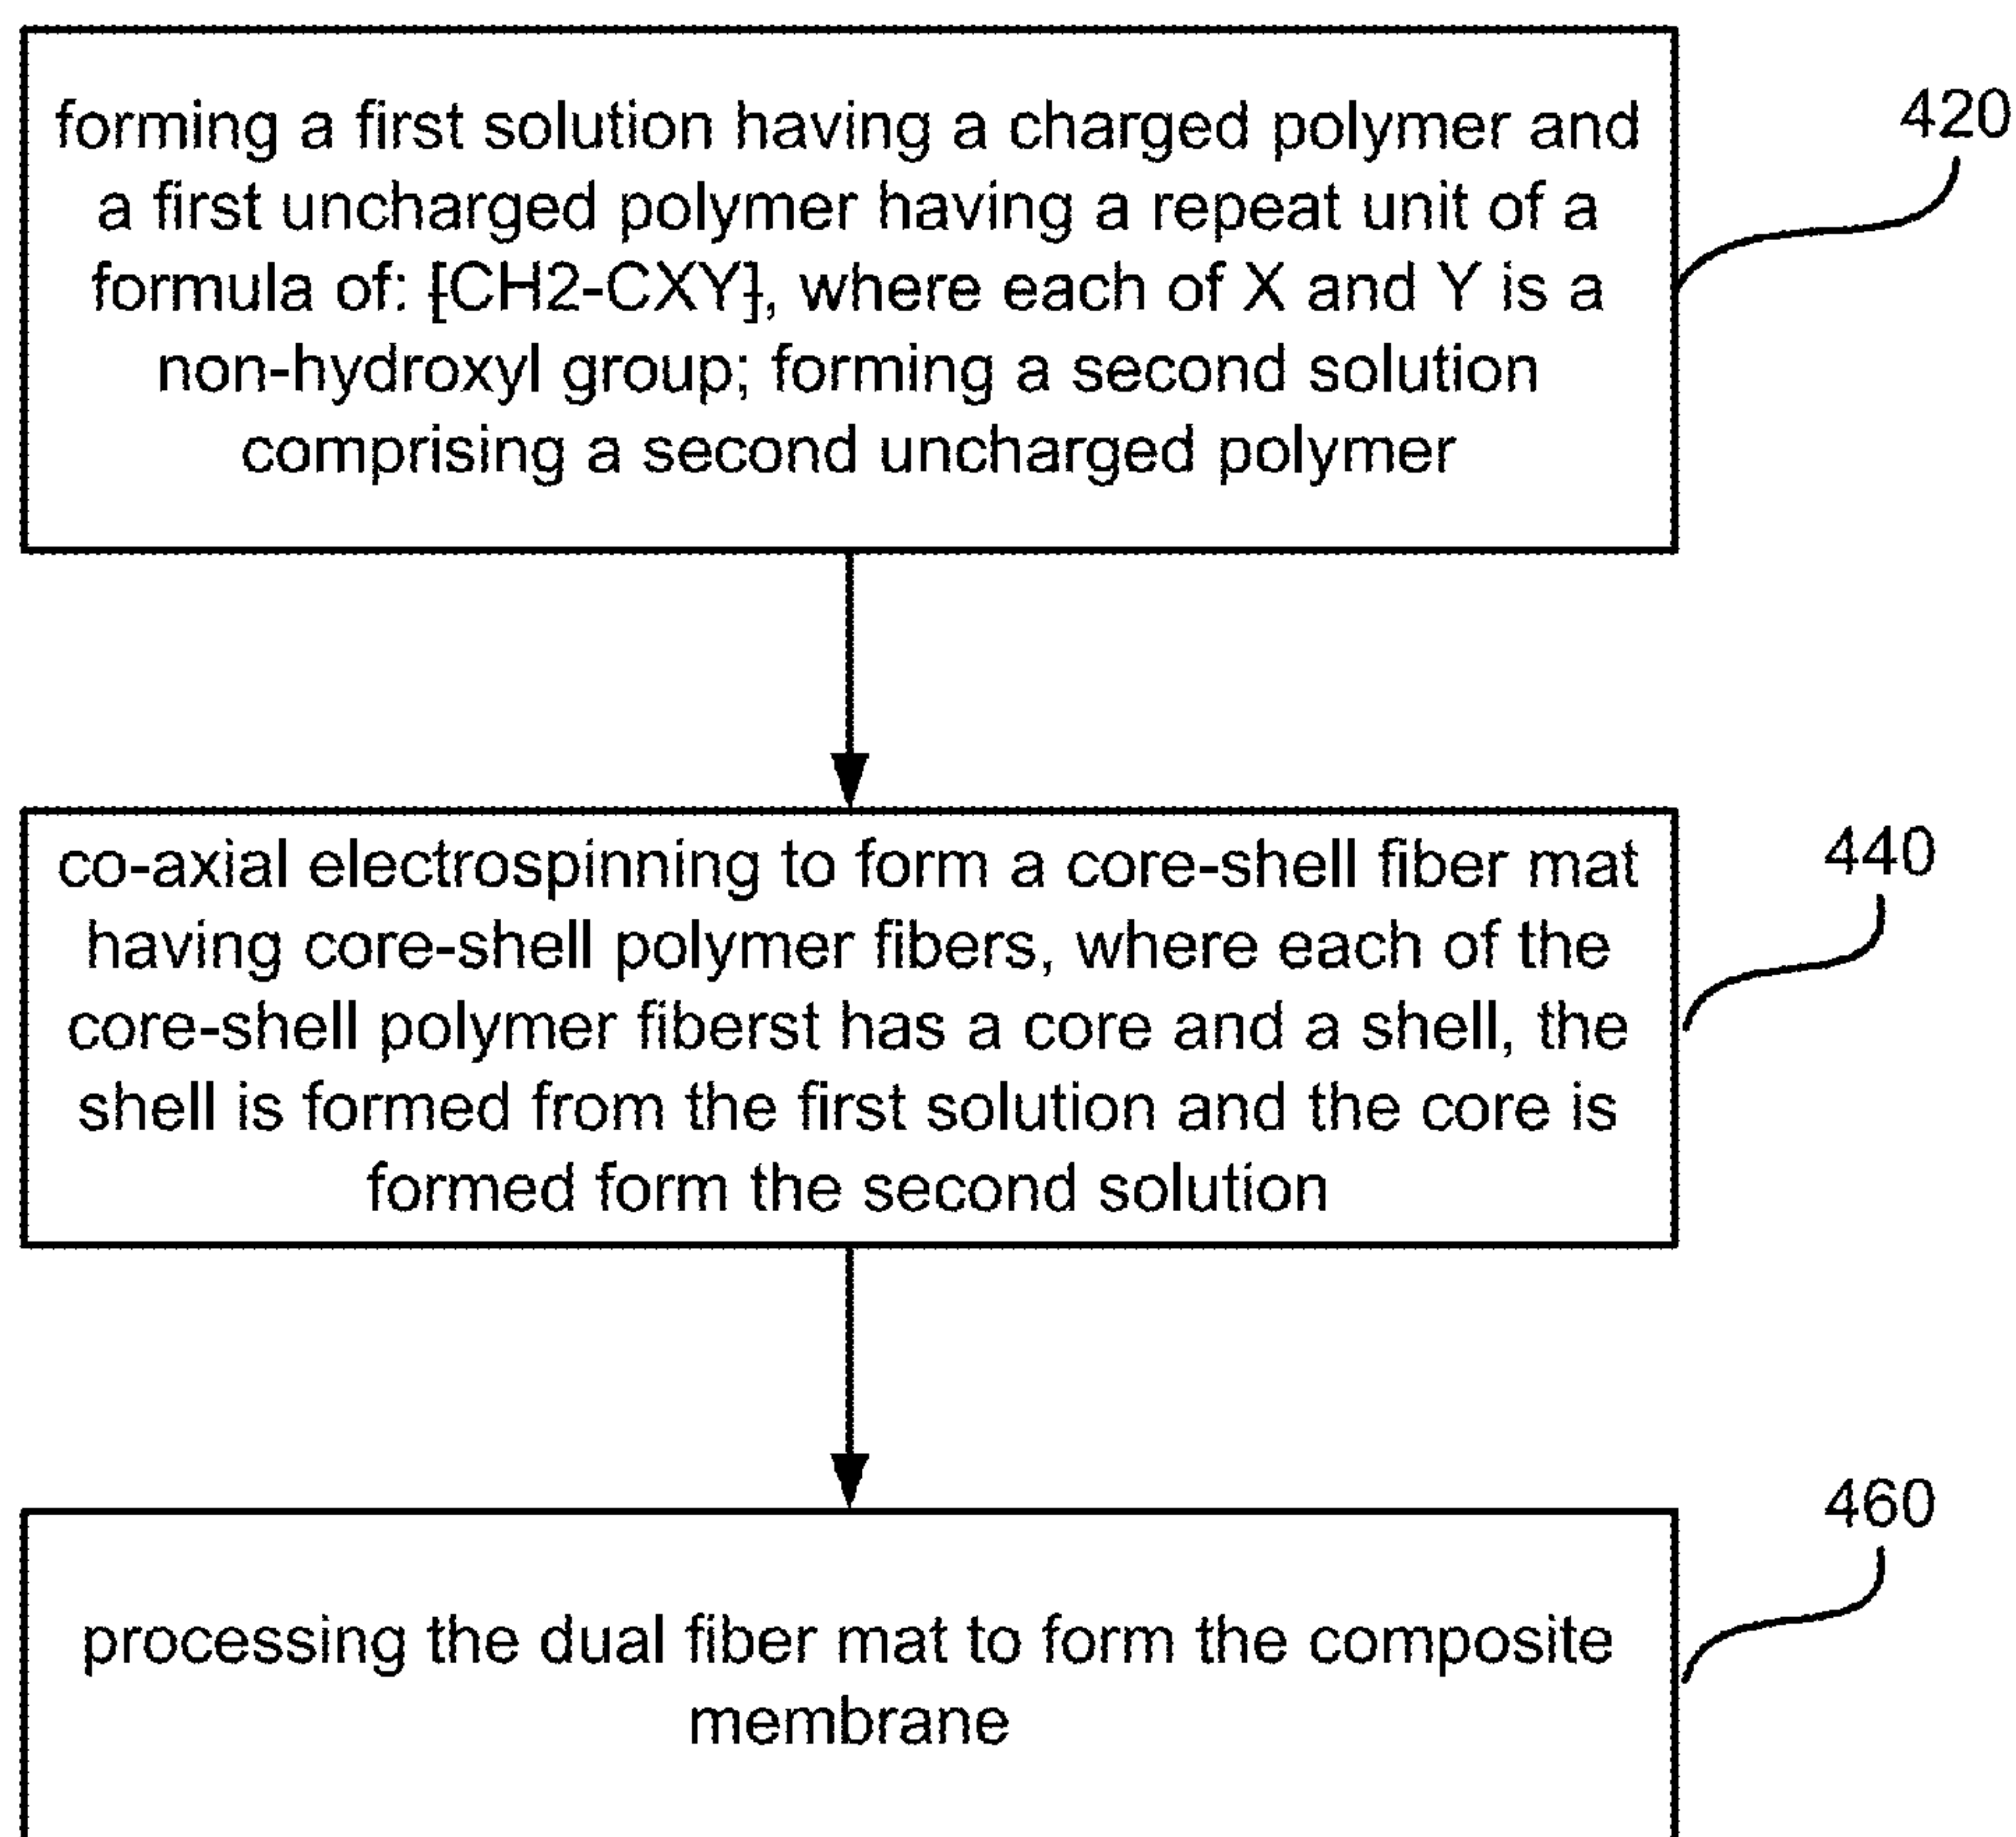 forming a first solution having a charged polymer and
a first uncharged polymer having a repeat unit of a
formula of: [CH2-CXY], where each of X and Y is a
non-hydroxyl group; forming a second solution
comprising a second uncharged polymer
420
co-axial electrospinning to form a core-shell fiber mat
having core-shell polymer fibers, where each of the
core-shell polymer fiberst has a core and a shell, the
shell is formed from the first solution and the core is
formed form the second solution
440
processing the dual fiber mat to form the composite
membrane
460